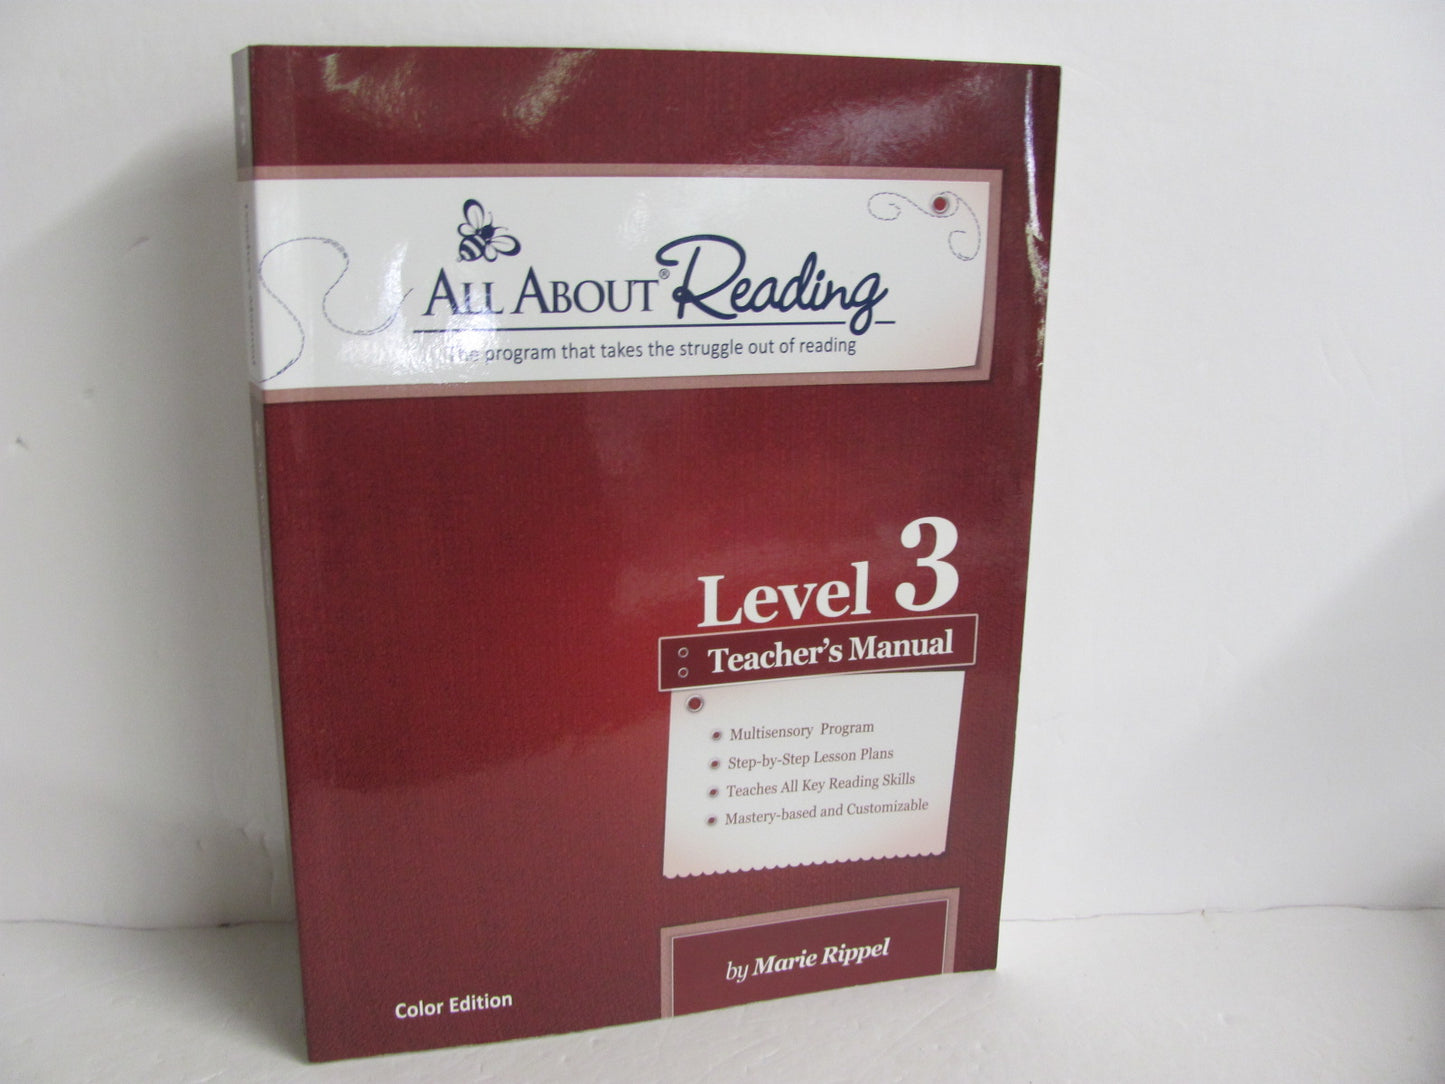 All About® Reading
The program that takes the struggle out of reading
Level 3
Teacher's Manual
Multisensory Program
Step-by-Step Lesson Plans
Teaches All Key Reading Skills
Mastery-based and Customizable
by Marie Rippel
Color Edition